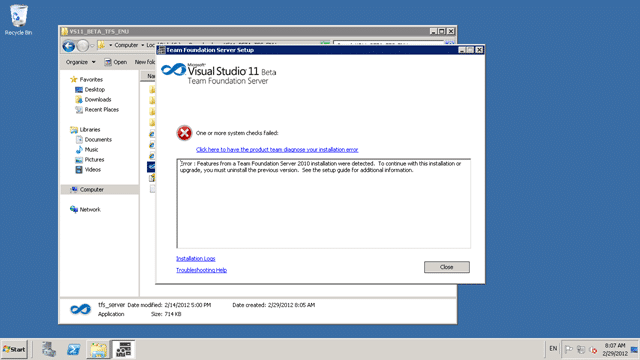 Recycle Bin
VS11_BETA_TFS_ENU
Computer
Organize
Open
New fo
Na
Favorites
Desktop
Downloads
Recent Places
Libraries
Documents
Music
Pictures
Videos
Computer
Network
Team Foundation Server Setup
Microsoft
Visual Studio 11 Beta
Team Foundation Server
One or more system checks failed:
Click here to have the product team diagnose your installation error
Error : Features from a Team Foundation Server 2010 installation were detected. To continue with this installation or
upgrade, you must uninstall the previous version. See the setup guide for additional information.
Installation Logs
Troubleshooting Help
Close
tfs_server Date modified: 2/14/2012 5:00 PM Date created: 2/29/2012 8:05 AM
Application Size: 714 KB
Start
EN
8:07 AM
2/29/2012